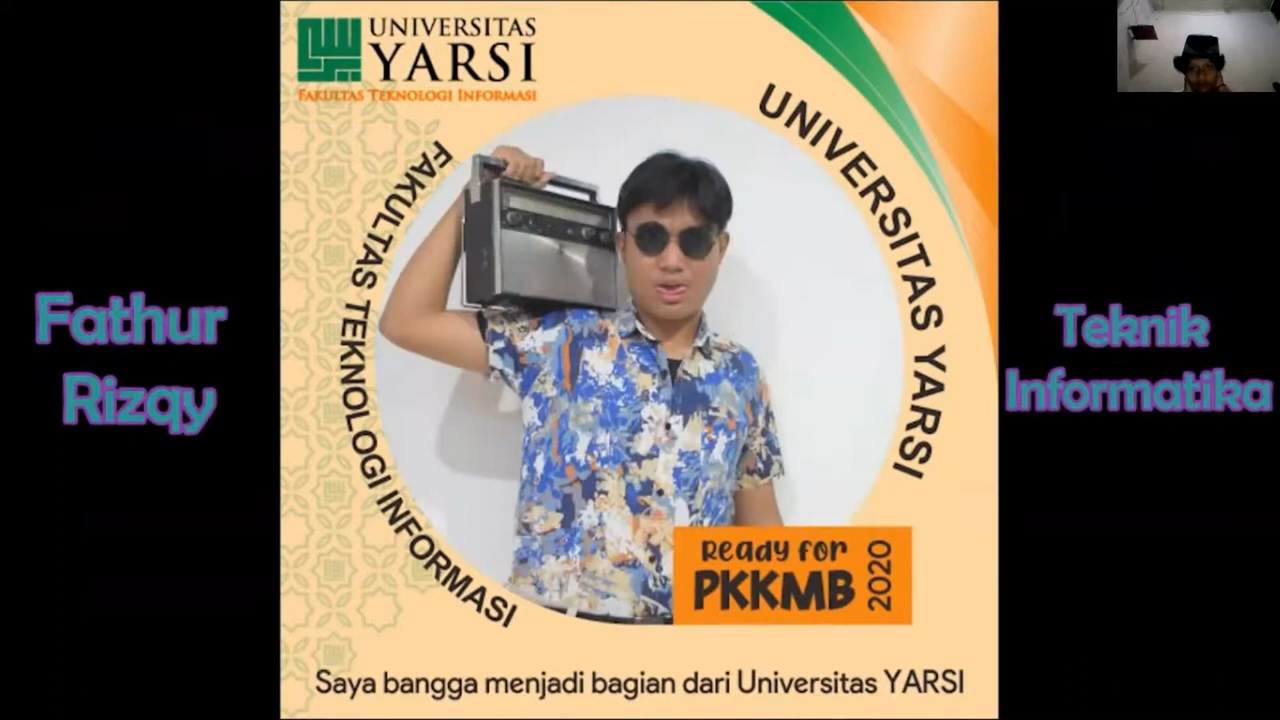 UNIVERSITAS
YARSI
FAKULTAS TEKNOLOGI INFORMASI
FAKULTAS TEKNOLOGI INFORMASI
UNIVERSITAS YARSI
Fathur
Rizqy
Teknik
Informatika
Ready for
PKKMB
2020
Saya bangga menjadi bagian dari Universitas YARSI